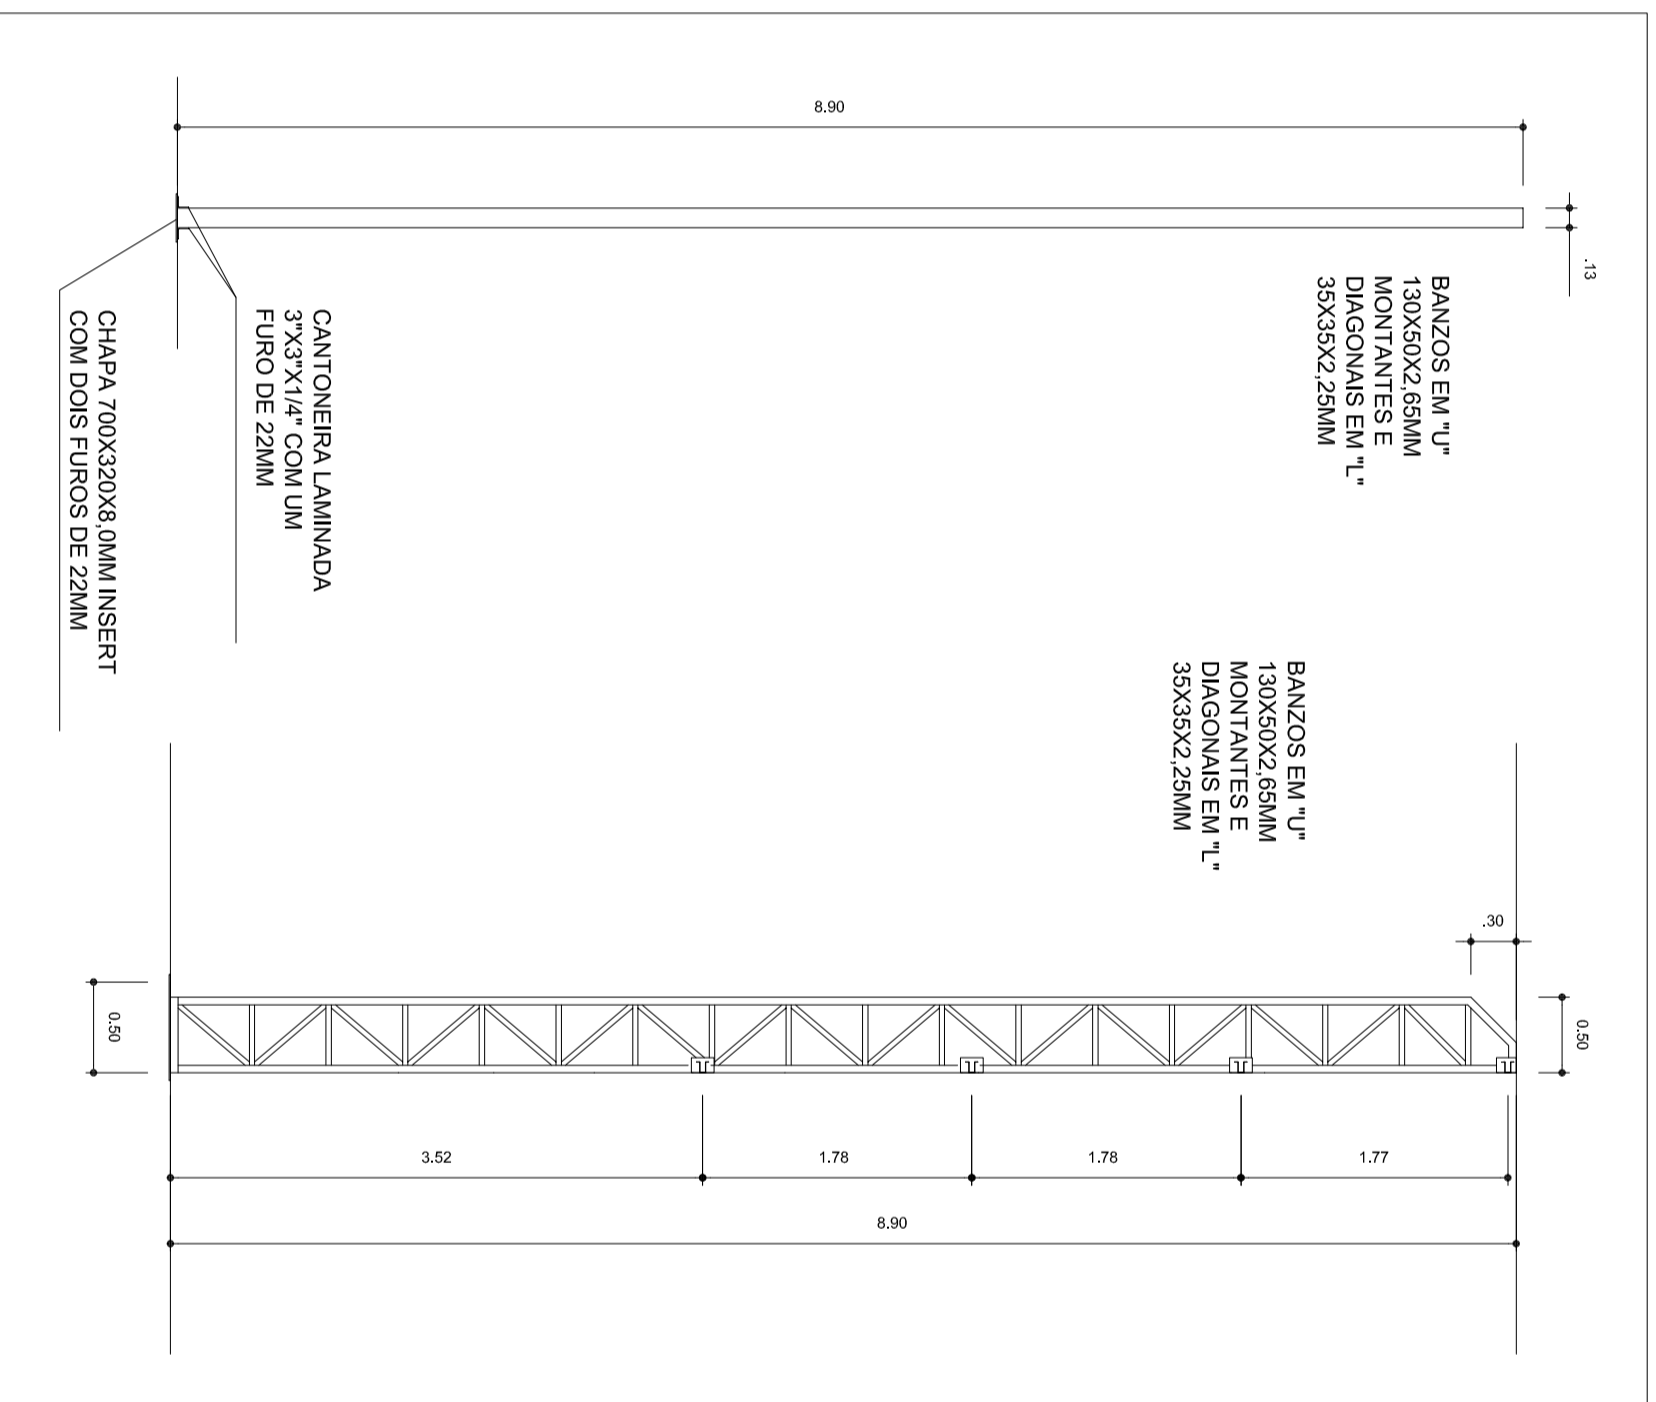 8.90
.13
BANZOS EM "U"
130X50X2,65MM
MONTANTES E
DIAGONAIS EM "L"
35X35X2,25MM
CANTONEIRA LAMINADA
3"X3"X1/4" COM UM
FURO DE 22MM
CHAPA 700X320X8,0MM INSERT
COM DOIS FUROS DE 22MM
BANZOS EM "U"
130X50X2,65MM
MONTANTES E
DIAGONAIS EM "L"
35X35X2,25MM
.30
0.50
0.50
3.52
1.78
1.78
1.77
8.90